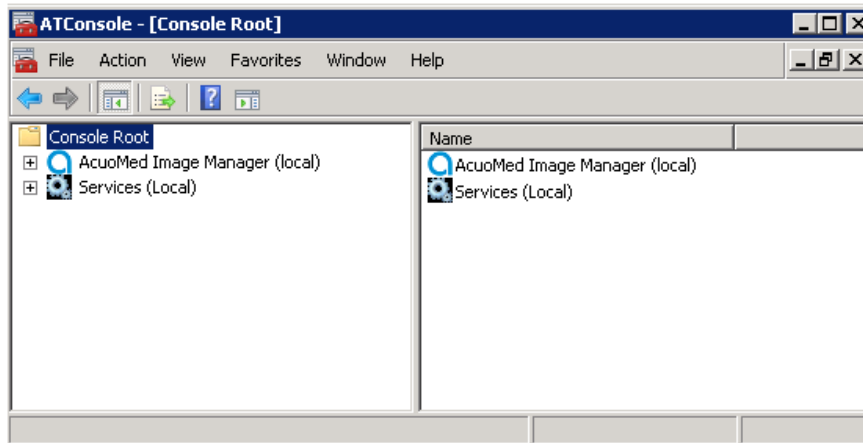 ATConsole - [Console Root]
File Action View Favorites Window Help
Console Root
AcuoMed Image Manager (local)
Services (Local)
Name
AcuoMed Image Manager (local)
Services (Local)